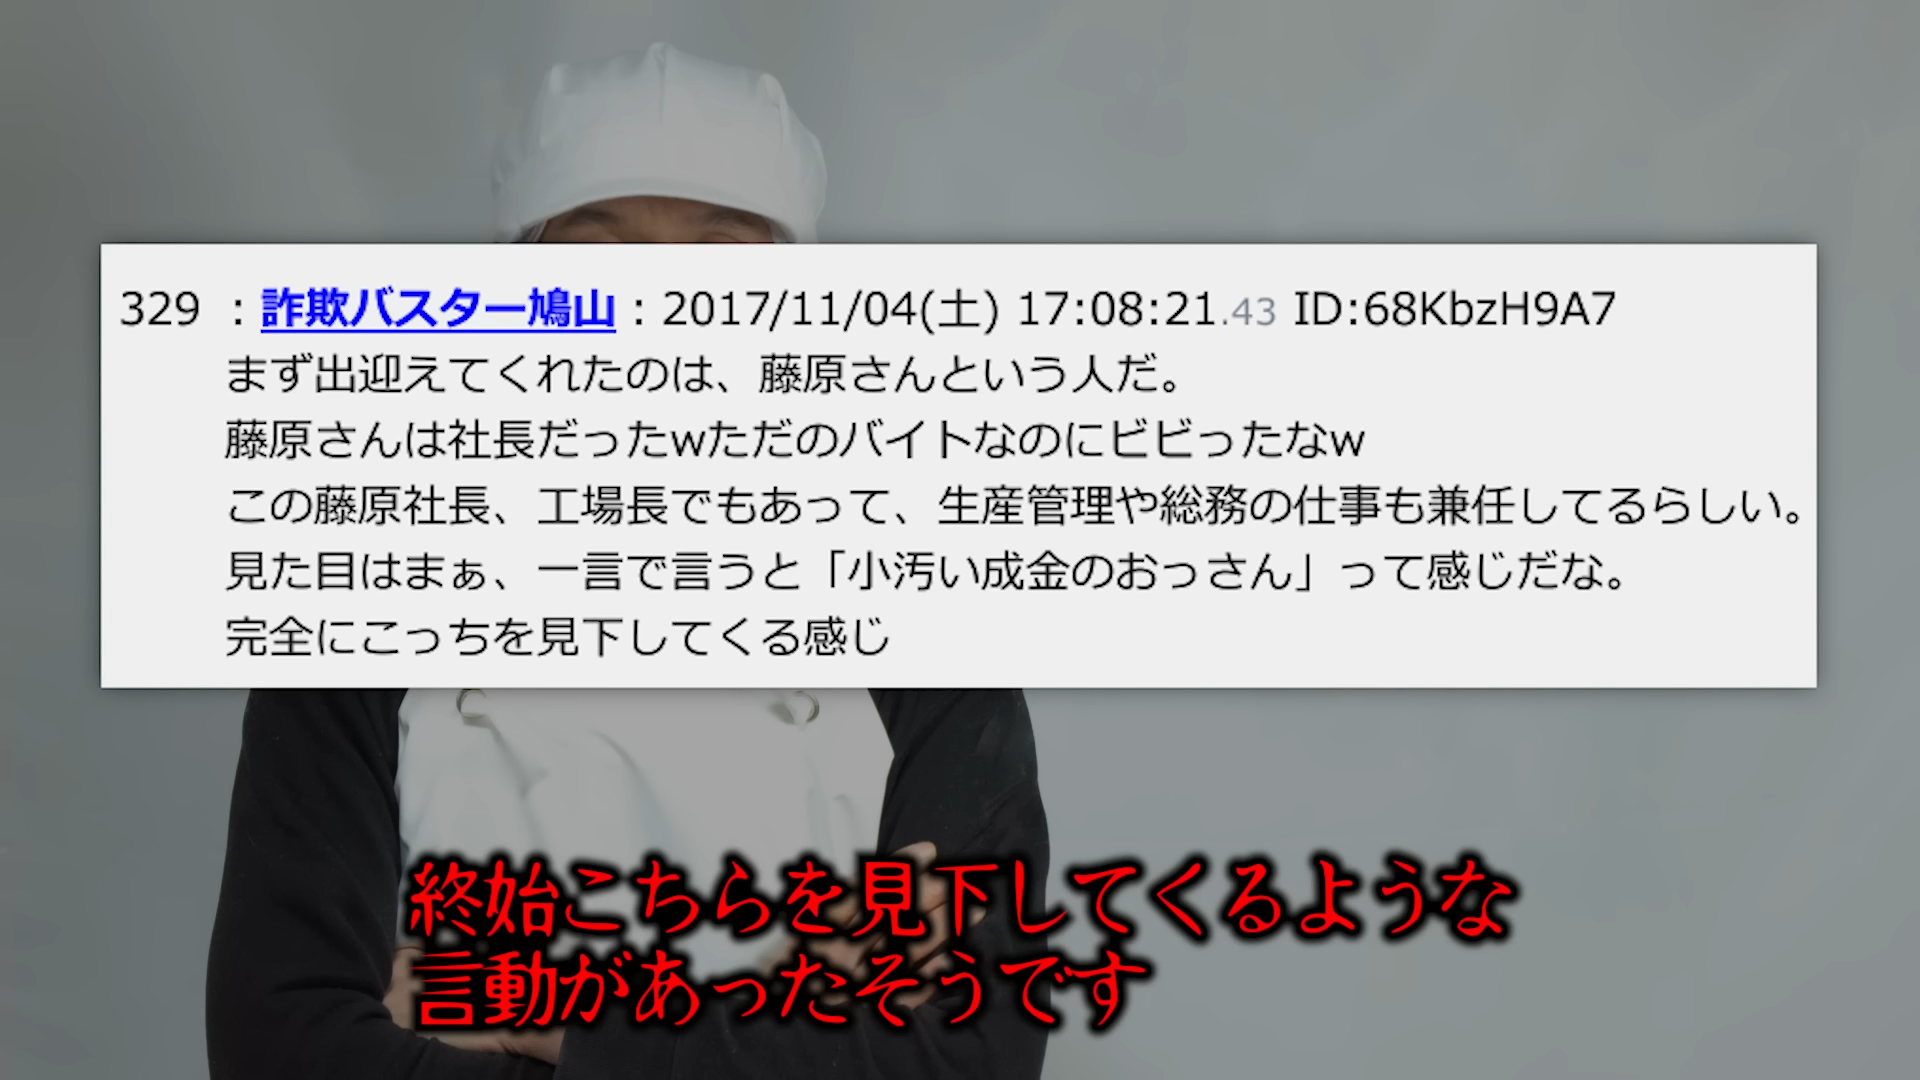 329 ：詐欺バスター鳩山：2017/11/04(土) 17:08:21.43 ID:68KbzH9A7
まず出迎えてくれたのは、藤原さんという人だ。
藤原さんは社長だったwただのバイトなのにビビったなw
この藤原社長、工場長でもあって、生産管理や総務の仕事も兼任してるらしい。
見た目はまぁ、一言で言うと「小汚い成金のおっさん」って感じだな。
完全にこっちを見下してくる感じ
終始こちらを見下してくるような
言動があったそうです